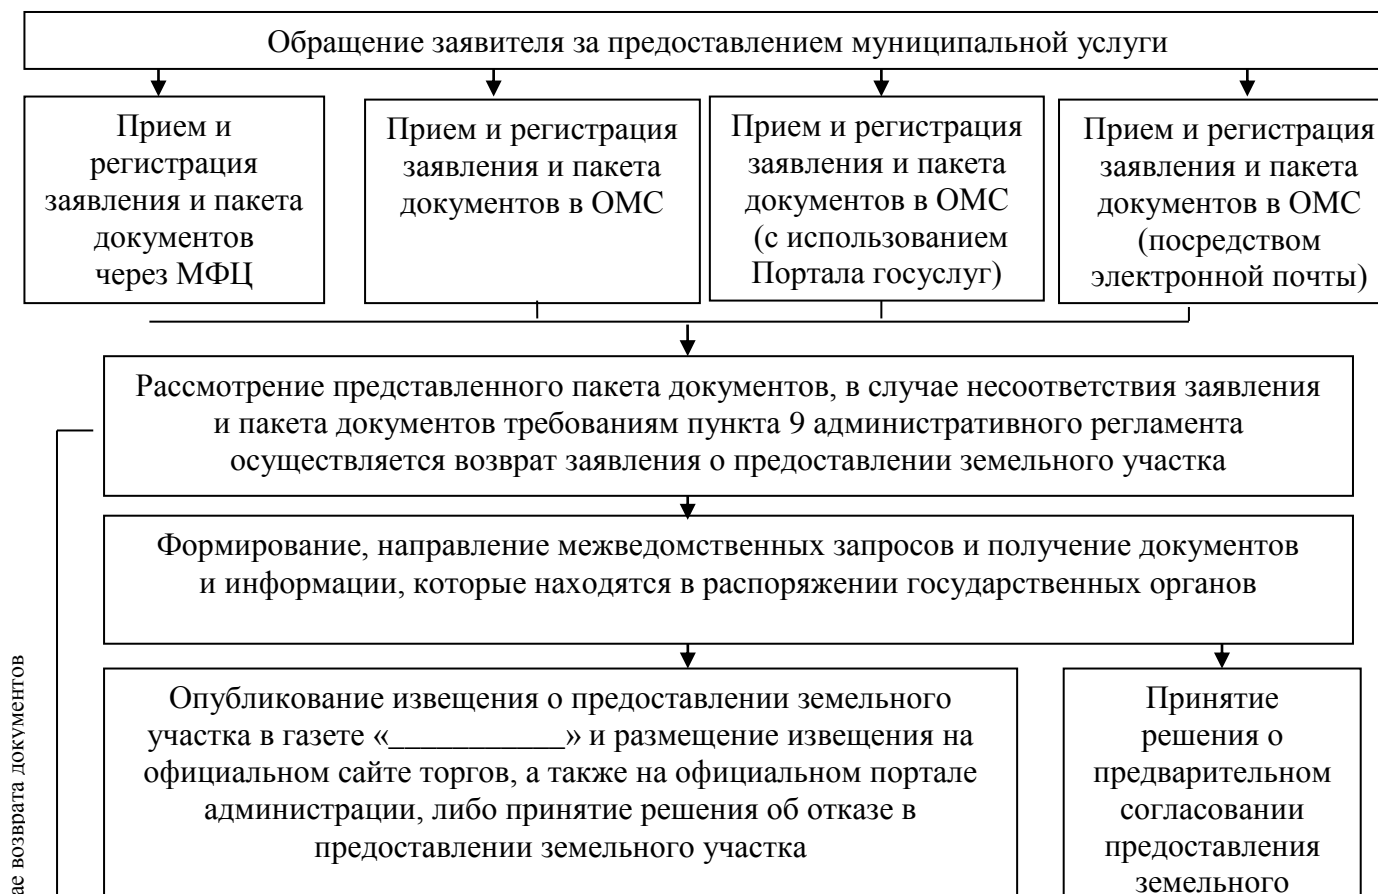 Обращение заявителя за предоставлением муниципальной услуги
Прием и
регистрация
заявления и пакета
документов
через МФЦ
Прием и регистрация
заявления и пакета
документов в ОМС
Прием и регистрация
заявления и пакета
документов в ОМС
(с использованием
Портала госуслуг)
Прием и регистрация
заявления и пакета
документов в ОМС
(посредством
электронной почты)
Рассмотрение представленного пакета документов, в случае несоответствия заявления
и пакета документов требованиям пункта 9 административного регламента
осуществляется возврат заявления о предоставлении земельного участка
Формирование, направление межведомственных запросов и получение документов
и информации, которые находятся в распоряжении государственных органов
Опубликование извещения о предоставлении земельного
участка в газете «___________» и размещение извещения на
официальном сайте торгов, а также на официальном портале
администрации, либо принятие решения об отказе в
предоставлении земельного участка
Принятие
решения о
предварительном
согласовании
предоставления
земельного
возврата документов